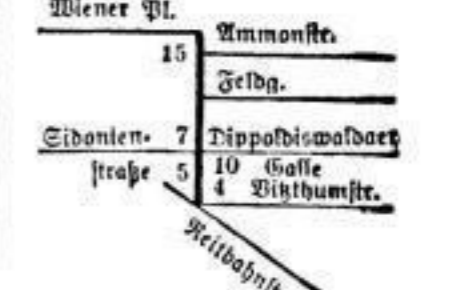 Wiener Pl.
Ammonstr.
15
Feldg.
Sidonien- 7 Dippoldiswaldaer
straße 5 10 Gasse
4 Vitzthumstr.
Reitbahnst